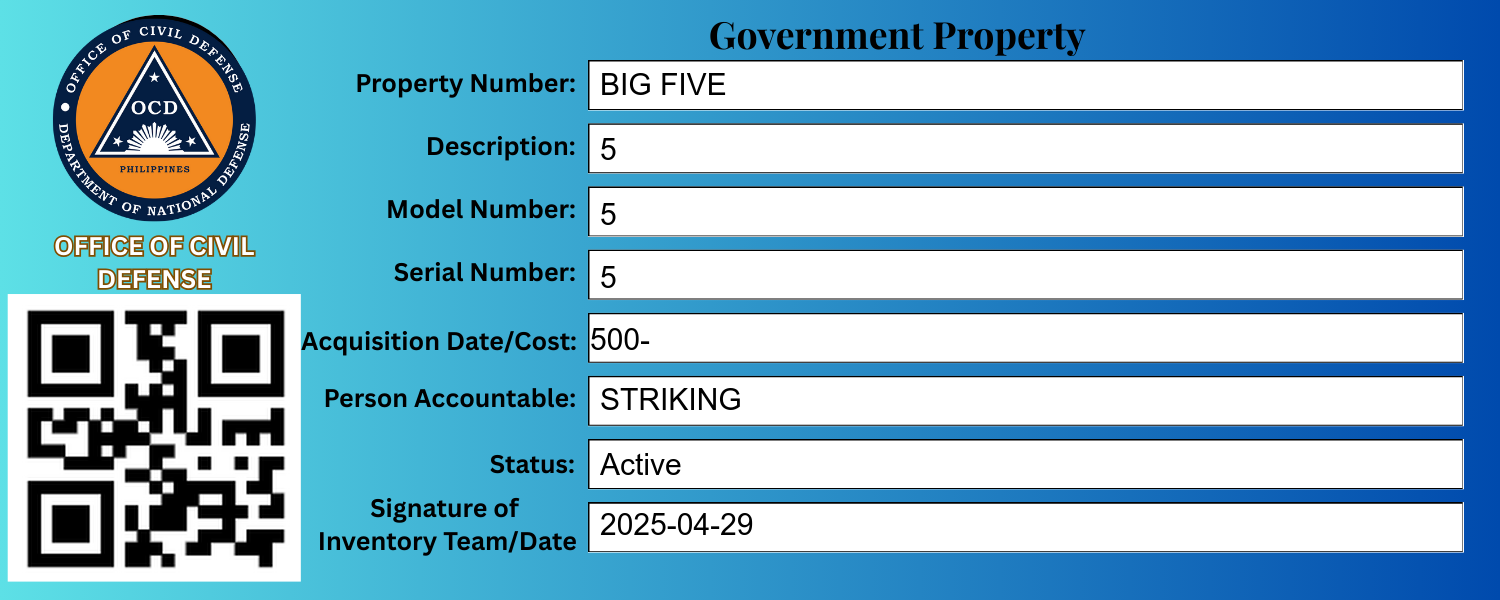 OFFICE OF CIVIL DEFENSE
OCD
PHILIPPINES
DEPARTMENT OF NATIONAL DEFENSE
OFFICE OF CIVIL
DEFENSE
Government Property
Property Number: BIG FIVE
Description: 5
Model Number: 5
Serial Number: 5
Acquisition Date/Cost: 500-
Person Accountable: STRIKING
Status: Active
Signature of
Inventory Team/Date 2025-04-29